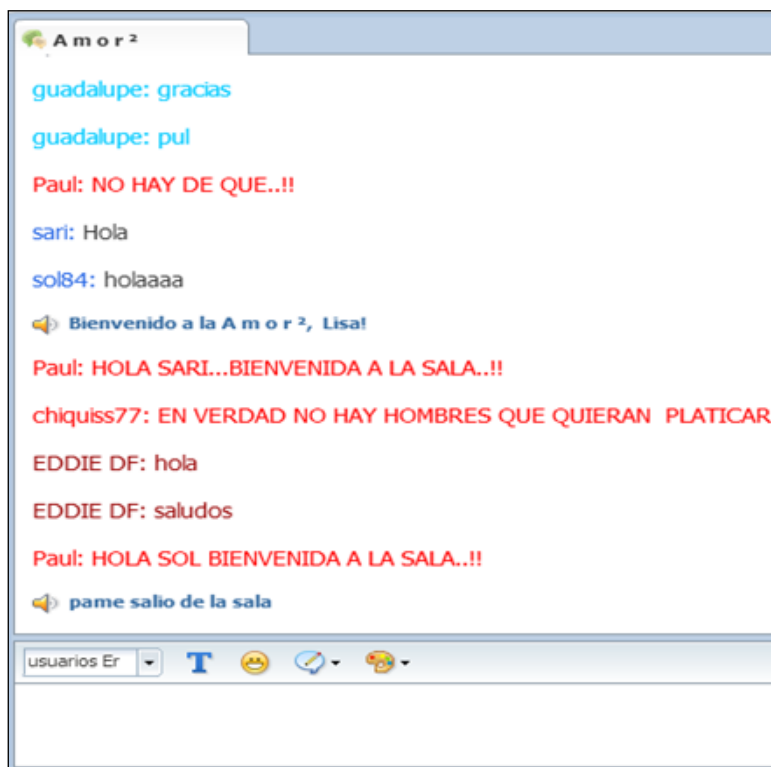 A m o r ²
guadalupe: gracias
guadalupe: pul
Paul: NO HAY DE QUE..!!
sari: Hola
sol84: holaaaa
Bienvenido a la A m o r ², Lisa!
Paul: HOLA SARI...BIENVENIDA A LA SALA..!!
chiquiss77: EN VERDAD NO HAY HOMBRES QUE QUIERAN  PLATICAR
EDDIE DF: hola
EDDIE DF: saludos
Paul: HOLA SOL BIENVENIDA A LA SALA..!!
pame salio de la sala
usuarios Er T